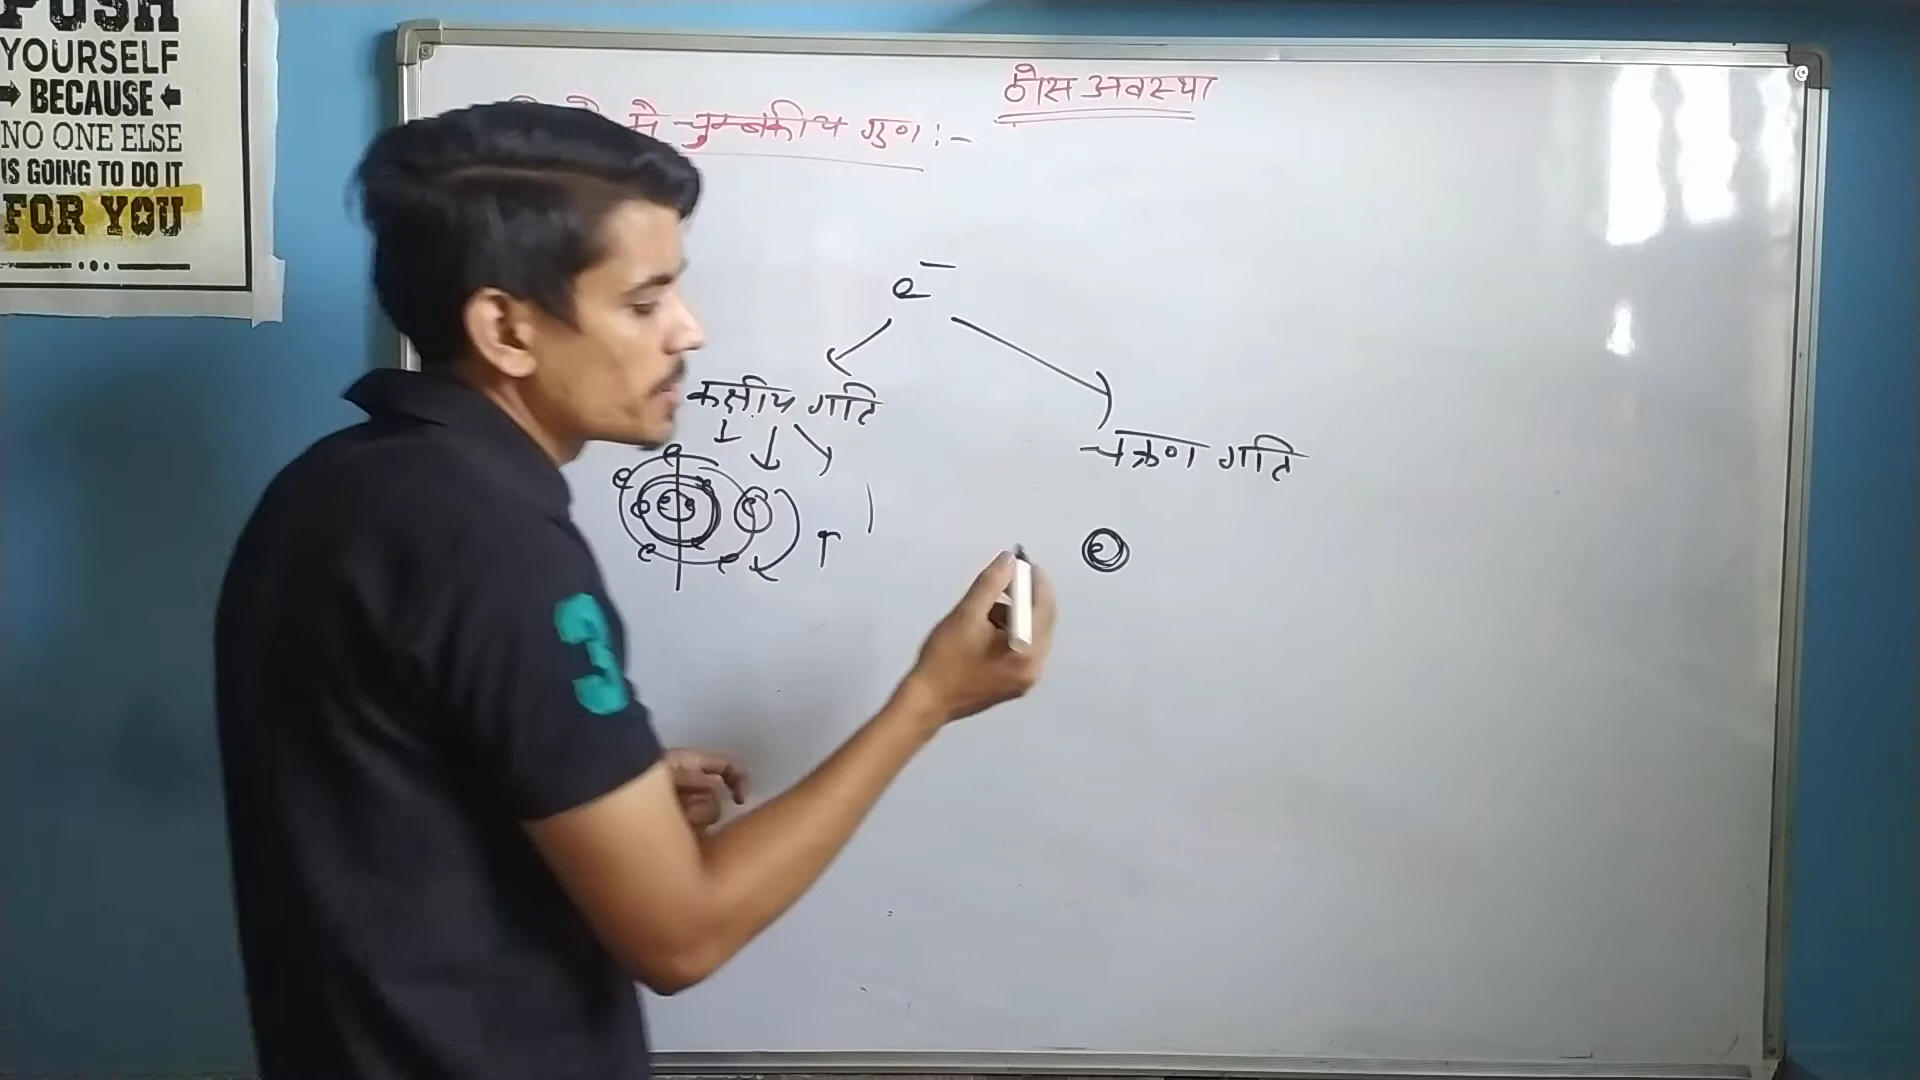 PUSH
YOURSELF
→ BECAUSE ←
NO ONE ELSE
IS GOING TO DO IT
FOR YOU
ठोस अवस्था
में चुम्बकीय गुण :-
e⁻
कक्षीय गति
चक्रण गति
e e e e e e e e e
e
3